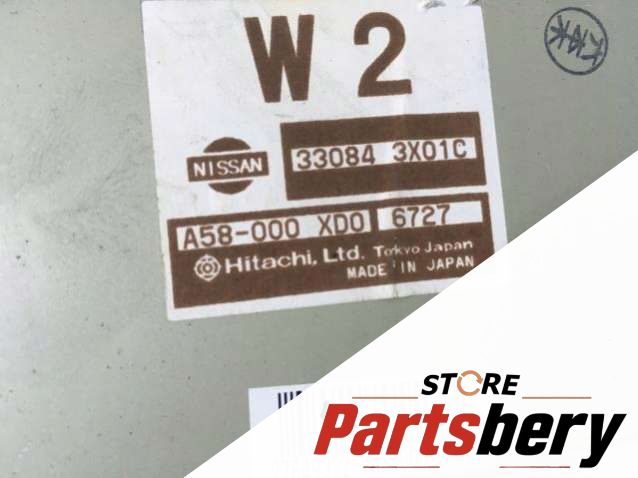 W 2
NISSAN
33084 3X01C
A58-000 XD0 6727
Hitachi, Ltd. Tokyo Japan
MADE IN JAPAN
STORE
Partsbery